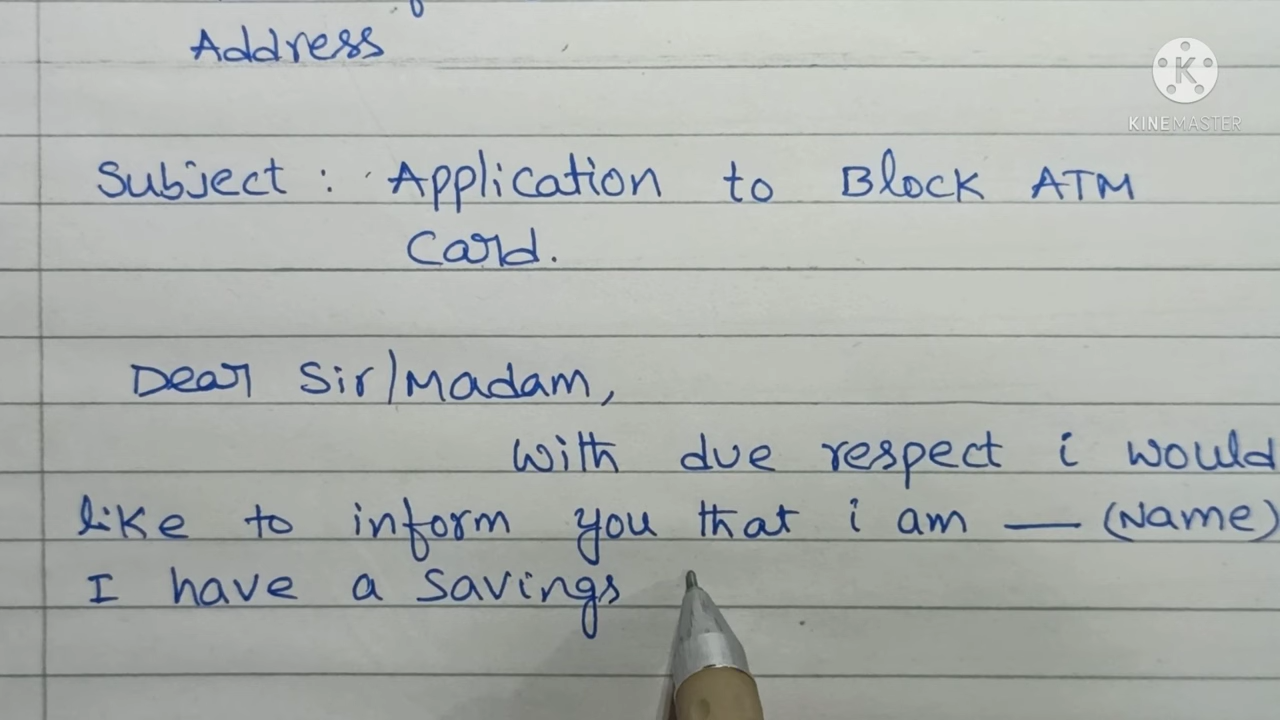 Address
K
KINEMASTER
Subject : Application to Block ATM
Card.
Dear Sir/Madam,
With due respect i would
like to inform you that i am — (Name)
I have a savings